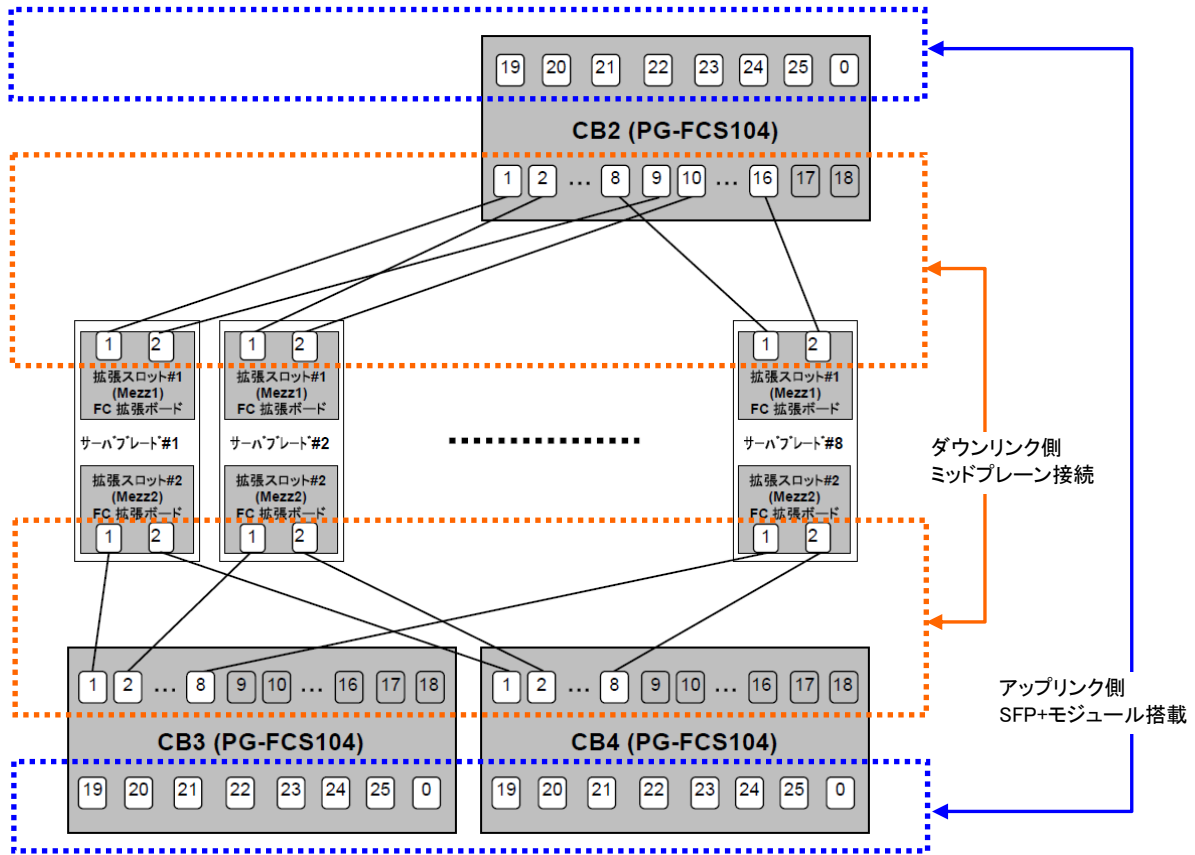 19 20 21 22 23 24 25 0
CB2 (PG-FCS104)
1 2 ... 8 9 10 ... 16 17 18
1 2 1 2 1 2
拡張スロット#1 拡張スロット#1 拡張スロット#1
(Mezz1) (Mezz1) (Mezz1)
FC 拡張ボード FC 拡張ボード FC 拡張ボード
サーバブレード#1 サーバブレード#2 サーバブレード#8
ダウンリンク側
ミッドプレーン接続
拡張スロット#2 拡張スロット#2 拡張スロット#2
(Mezz2) (Mezz2) (Mezz2)
FC 拡張ボード FC 拡張ボード FC 拡張ボード
1 2 1 2 1 2
1 2 ... 8 9 10 ... 16 17 18 1 2 ... 8 9 10 ... 16 17 18
アップリンク側
SFP+モジュール搭載
CB3 (PG-FCS104) CB4 (PG-FCS104)
19 20 21 22 23 24 25 0 19 20 21 22 23 24 25 0